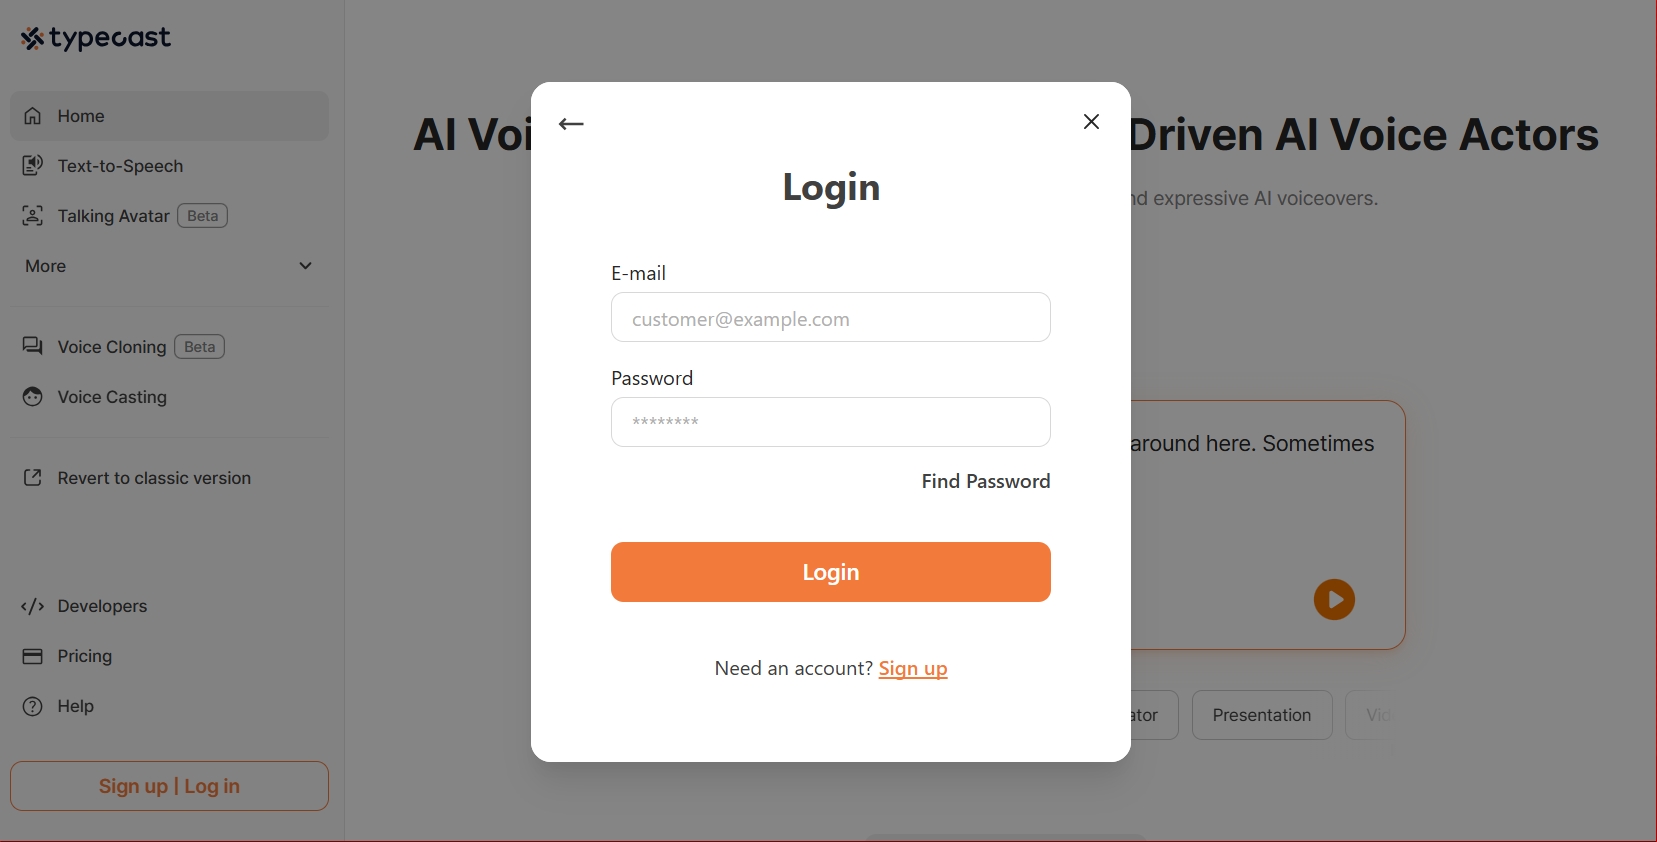 typecast
Home
Text-to-Speech
Talking Avatar Beta
More
Voice Cloning Beta
Voice Casting
Revert to classic version
Developers
Pricing
Help
Sign up | Log in
AI Voi
Driven AI Voice Actors
nd expressive AI voiceovers.
around here. Sometimes
ator
Presentation
Vid
Login
E-mail
customer@example.com
Password
********
Find Password
Login
Need an account? Sign up